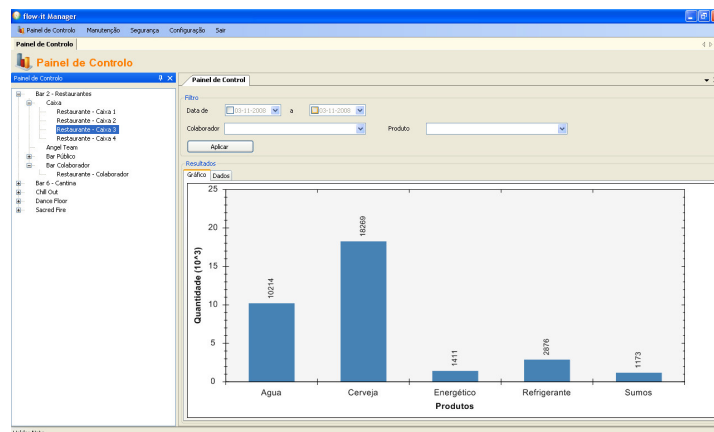 flow-it Manager
Painel de Controlo Manutenção Segurança Configuração Sair
Painel de Controlo
Painel de Controlo
Painel de Controlo
Bar 2 - Restaurantes
Caixa
Restaurante - Caixa 1
Restaurante - Caixa 2
Restaurante - Caixa 3
Restaurante - Caixa 4
Angel Team
Bar Público
Bar Colaborador
Restaurante - Colaborador
Bar 6 - Cantina
Chill Out
Dance Floor
Sacred Fire
Painel de Control
Filtro
Data de 03-11-2008 a 03-11-2008
Colaborador Produto
Aplicar
Resultados
Gráfico Dados
Quantidade (10^3)
25
20
15
10
5
0
10214
18269
1411
2876
1173
Agua Cerveja Energético Refrigerante Sumos
Produtos